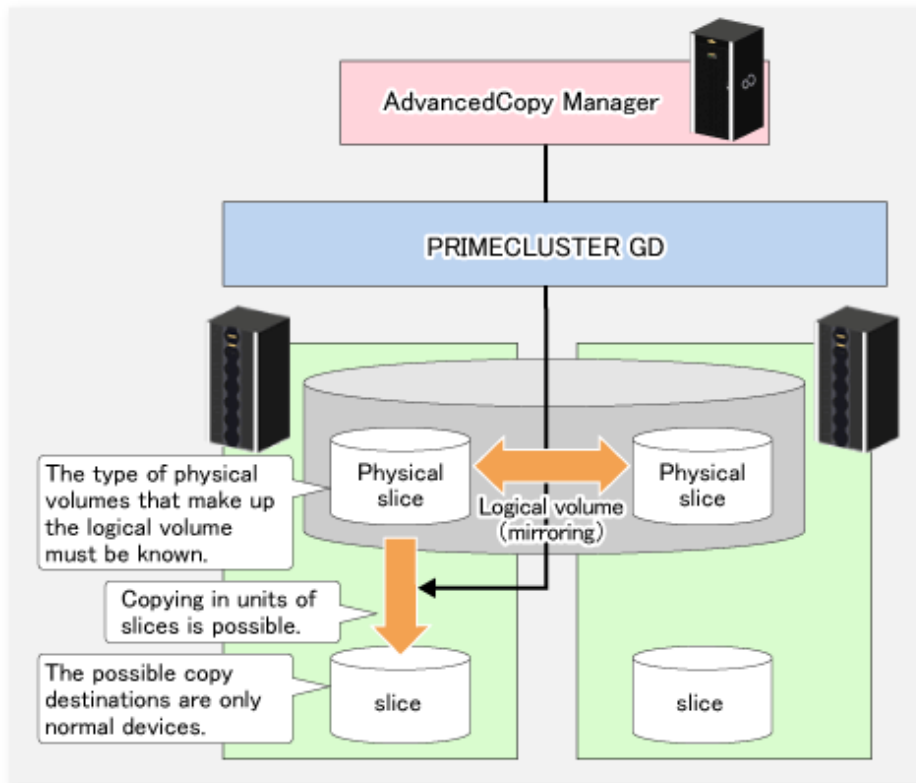 AdvancedCopy Manager
PRIMECLUSTER GD
Physical
slice
Physical
slice
Logical volume
(mirroring)
The type of physical
volumes that make up
the logical volume
must be known.
Copying in units of
slices is possible.
The possible copy
destinations are only
normal devices.
slice
slice